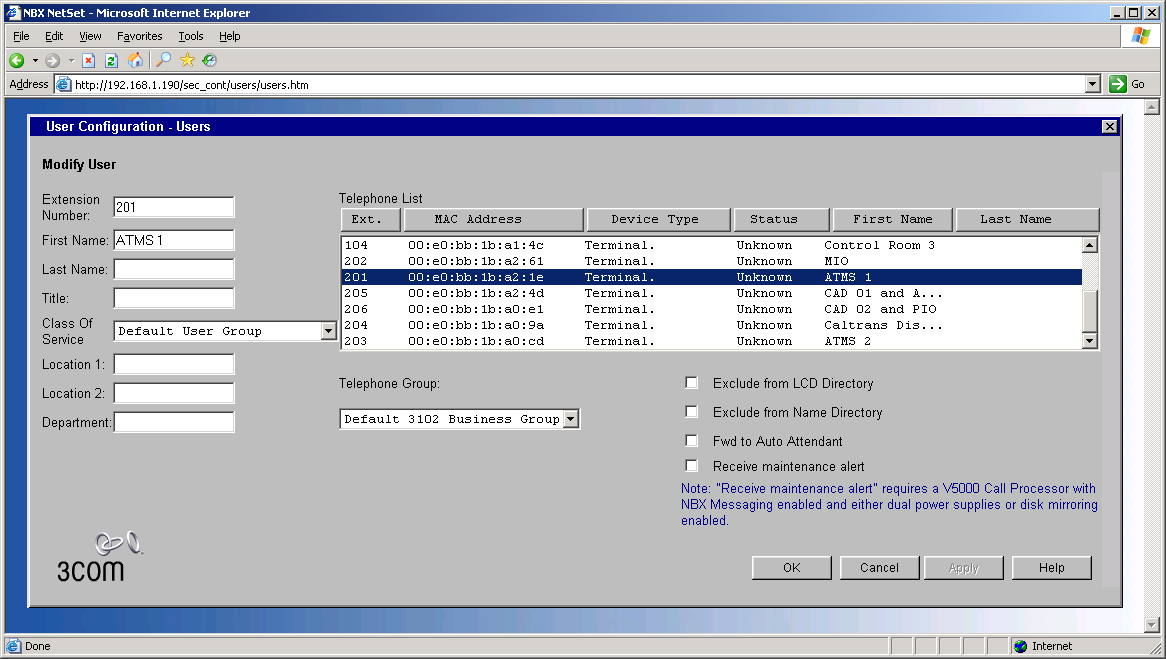 NBX NetSet - Microsoft Internet Explorer
File Edit View Favorites Tools Help
Address http://192.168.1.190/sec_cont/users/users.htm Go
User Configuration - Users
Modify User
Extension Number: 201
First Name: ATMS 1
Last Name:
Title:
Class Of Service Default User Group
Location 1:
Location 2:
Department:
Telephone List
Ext. MAC Address Device Type Status First Name Last Name
104 00:e0:bb:1b:a1:4c Terminal. Unknown Control Room 3
202 00:e0:bb:1b:a2:61 Terminal. Unknown MIO
201 00:e0:bb:1b:a2:1e Terminal. Unknown ATMS 1
205 00:e0:bb:1b:a2:4d Terminal. Unknown CAD 01 and A...
206 00:e0:bb:1b:a0:e1 Terminal. Unknown CAD 02 and PIO
204 00:e0:bb:1b:a0:9a Terminal. Unknown Caltrans Dis...
203 00:e0:bb:1b:a0:cd Terminal. Unknown ATMS 2
Telephone Group:
Default 3102 Business Group
Exclude from LCD Directory
Exclude from Name Directory
Fwd to Auto Attendant
Receive maintenance alert
Note: "Receive maintenance alert" requires a V5000 Call Processor with
NBX Messaging enabled and either dual power supplies or disk mirroring
enabled.
3COM
OK Cancel Apply Help
Done Internet